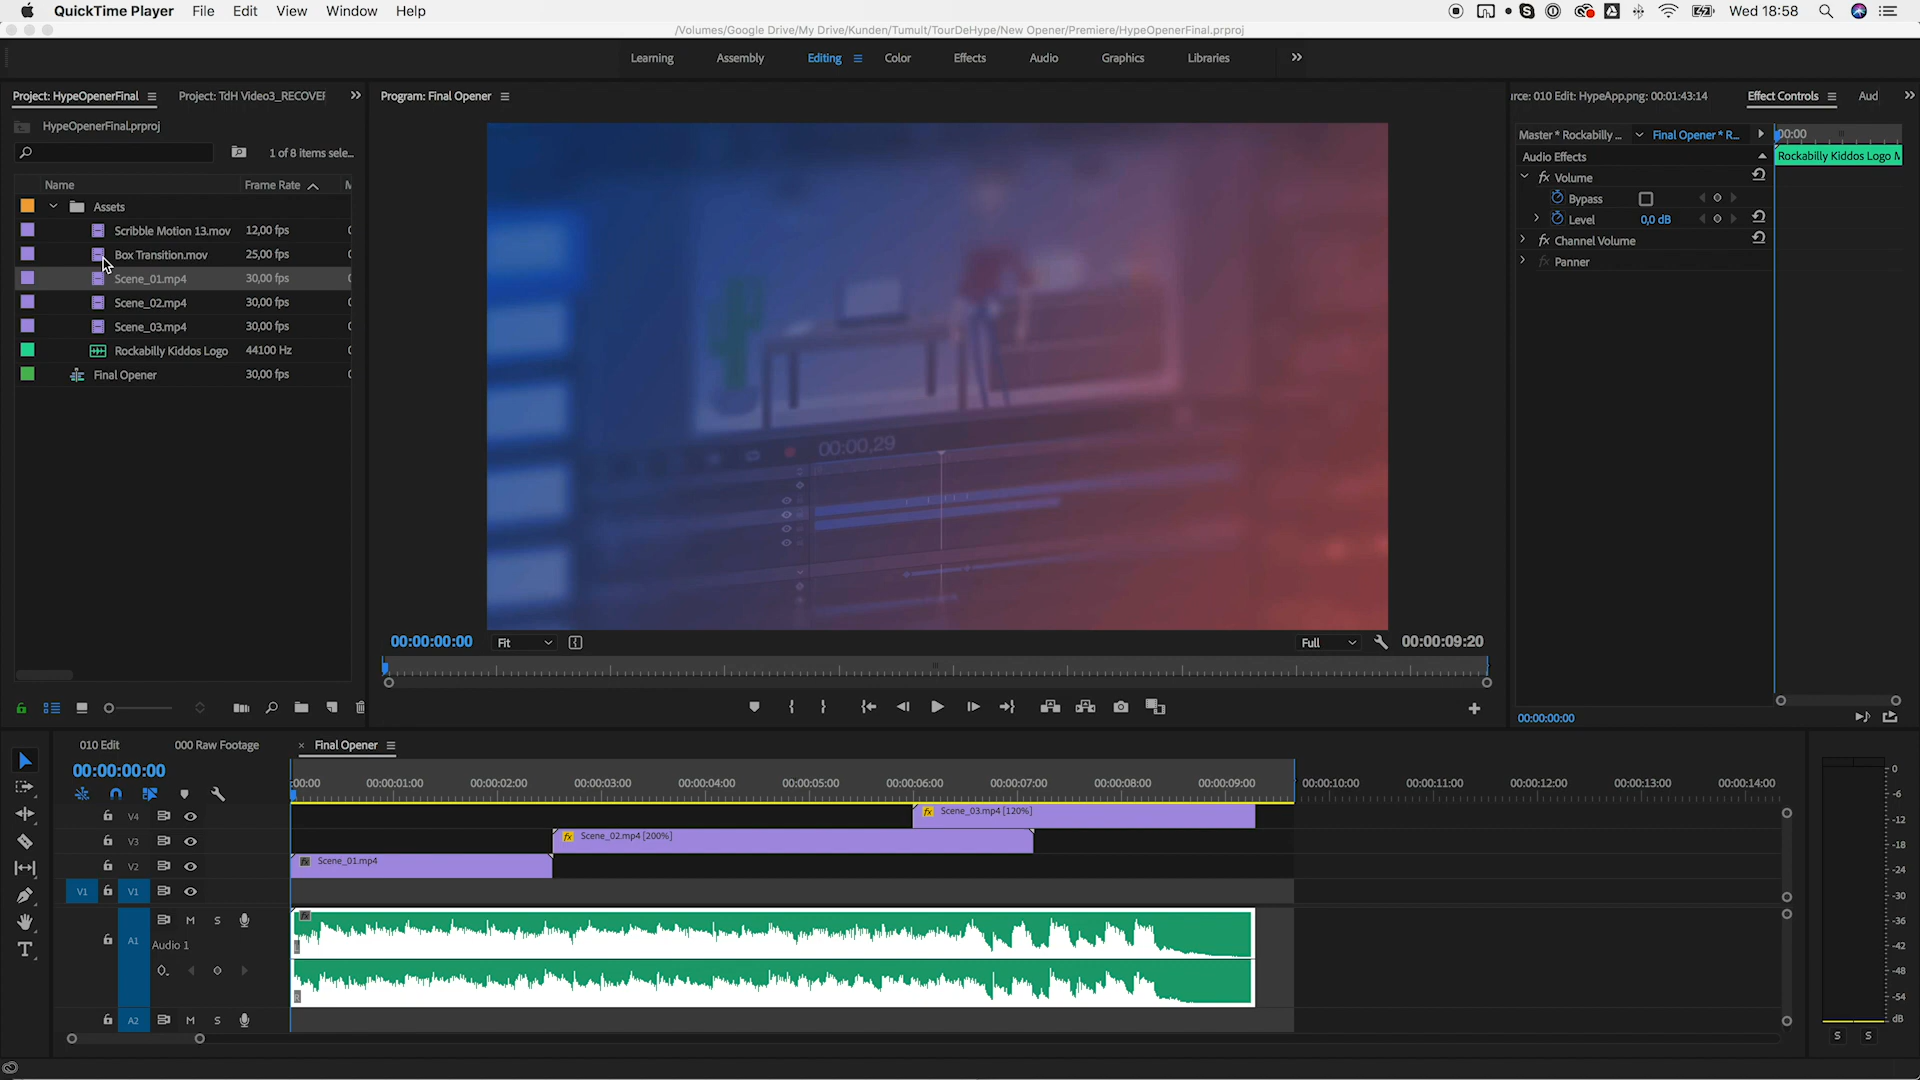 QuickTime Player File Edit View Window Help Wed 18:58
/Volumes/Google Drive/My Drive/Kunden/Tumult/TourDeHype/New Opener/Premiere/HypeOpenerFinal.prproj
Learning Assembly Editing Color Effects Audio Graphics Libraries
Project: HypeOpenerFinal Project: TdH Video3_RECOVER
HypeOpenerFinal.prproj
1 of 8 items sele...
Name Frame Rate M
Assets
Scribble Motion 13.mov 12,00 fps
Box Transition.mov 25,00 fps
Scene_01.mp4 30,00 fps
Scene_02.mp4 30,00 fps
Scene_03.mp4 30,00 fps
Rockabilly Kiddos Logo 44100 Hz
Final Opener 30,00 fps
Program: Final Opener
00:00,29
00:00:00:00 Fit Full 00:00:09:20
rce: 010 Edit: HypeApp.png: 00:01:43:14 Effect Controls Aud
Master * Rockabilly ... Final Opener * R... 00:00
Audio Effects Rockabilly Kiddos Logo M
fx Volume
Bypass
Level 0,0 dB
fx Channel Volume
fx Panner
00:00:00:00
010 Edit 000 Raw Footage × Final Opener
00:00:00:00
:00:00 00:00:01:00 00:00:02:00 00:00:03:00 00:00:04:00 00:00:05:00 00:00:06:00 00:00:07:00 00:00:08:00 00:00:09:00 00:00:10:00 00:00:11:00 00:00:12:00 00:00:13:00 00:00:14:00
V4 fx Scene_03.mp4 [120%]
V3 fx Scene_02.mp4 [200%]
V2 fx Scene_01.mp4
V1 V1
M S fx
A1 Audio 1 L
R
A2 M S
0
-6
-12
-18
-24
-30
-36
-42
-48
-54
dB
S S